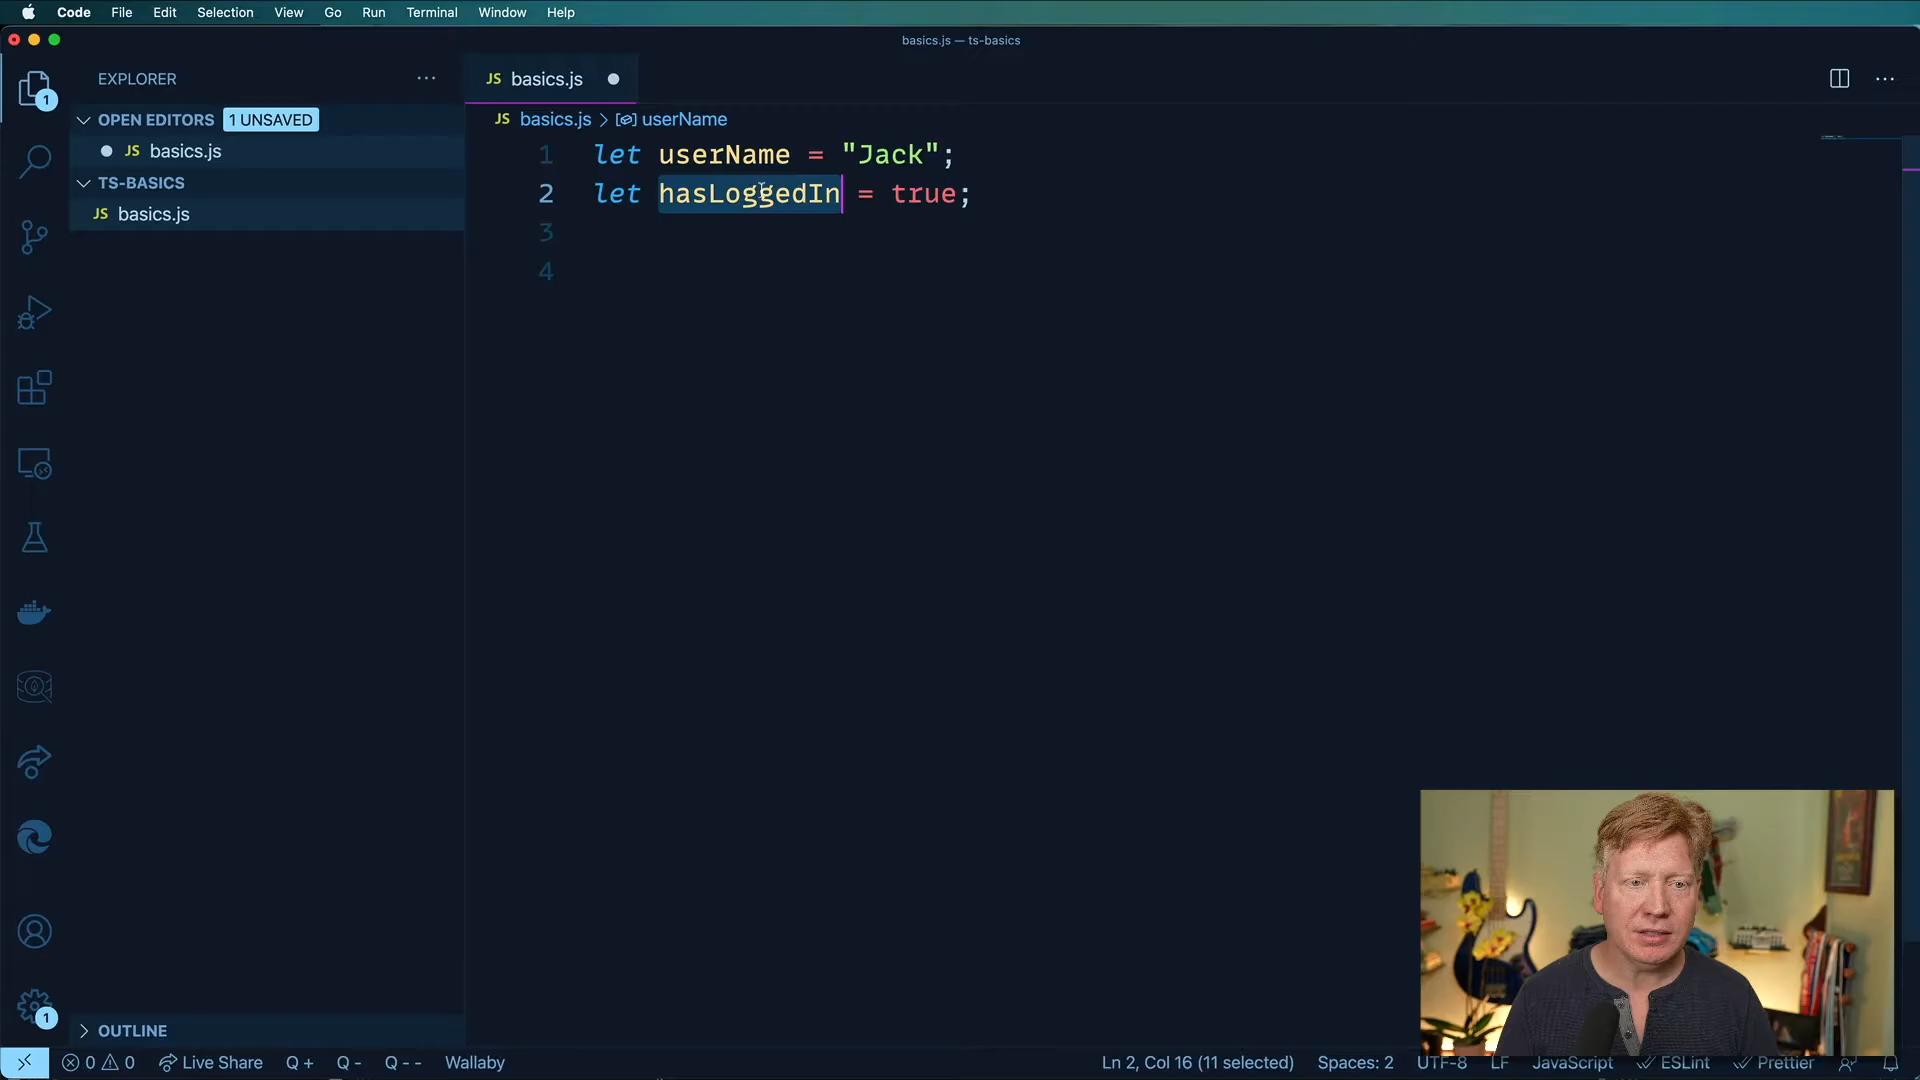 Code File Edit Selection View Go Run Terminal Window Help
basics.js — ts-basics
EXPLORER
JS basics.js
OPEN EDITORS 1 UNSAVED
JS basics.js
TS-BASICS
JS basics.js
JS basics.js > userName
1 let userName = "Jack";
2 let hasLoggedIn = true;
3
4
1
1
OUTLINE
0 0 Live Share Q + Q - Q - - Wallaby
Ln 2, Col 16 (11 selected) Spaces: 2 UTF-8 LF JavaScript ESLint Prettier